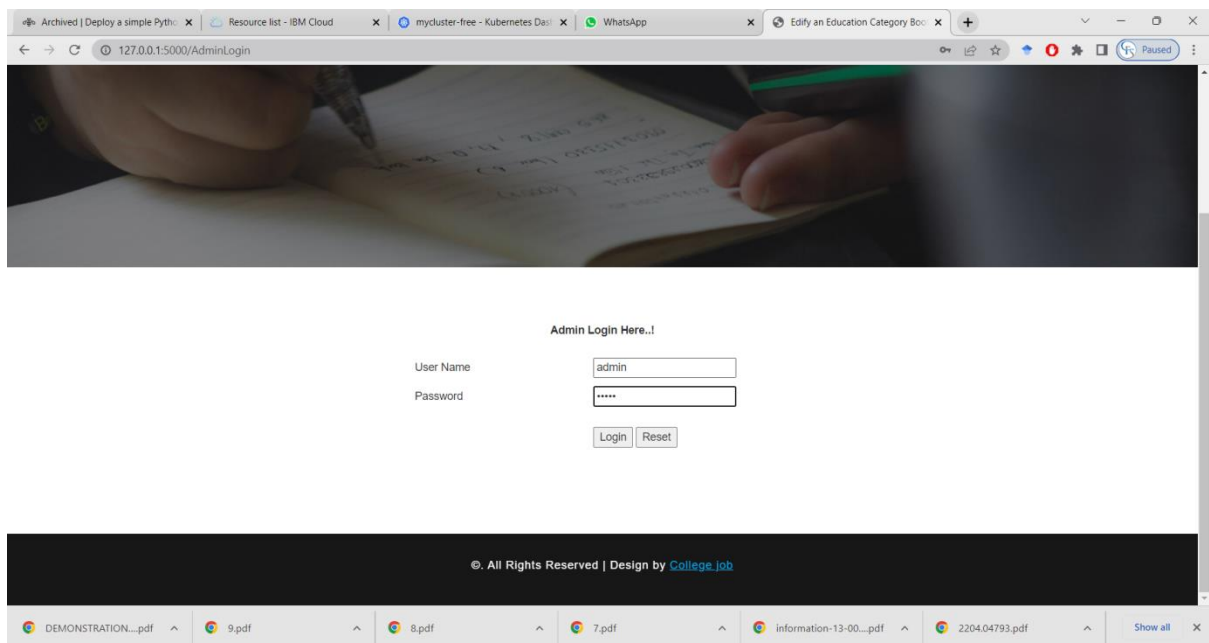 Archived | Deploy a simple Pytho
Resource list - IBM Cloud
mycluster-free - Kubernetes Das
WhatsApp
Edify an Education Category Boo
127.0.0.1:5000/AdminLogin
Paused
Admin Login Here..!
User Name
admin
Password
•••••
Login
Reset
©. All Rights Reserved | Design by College job
DEMONSTRATION....pdf
9.pdf
8.pdf
7.pdf
information-13-00....pdf
2204.04793.pdf
Show all